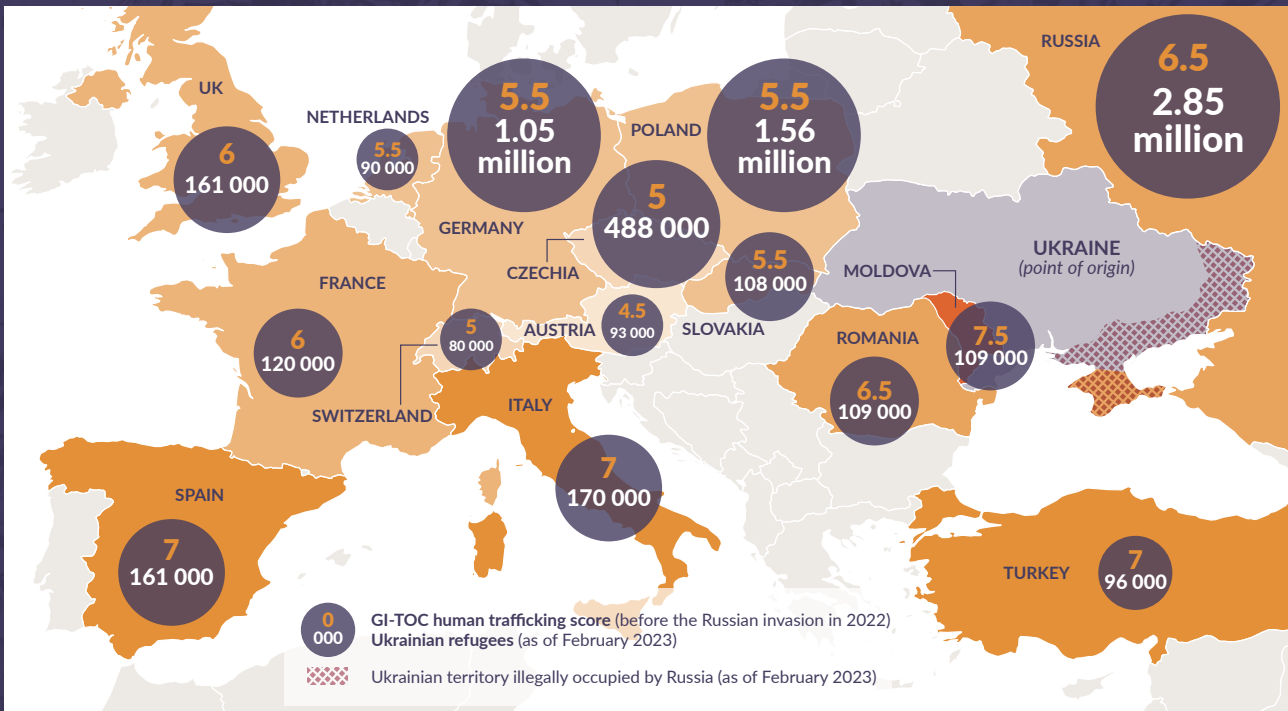 RUSSIA
6.5
2.85
million
UK
6
161 000
NETHERLANDS
5.5
90 000
5.5
1.05
million
GERMANY
POLAND
5.5
1.56
million
5
488 000
CZECHIA
5.5
108 000
SLOVAKIA
UKRAINE
(point of origin)
MOLDOVA
7.5
109 000
FRANCE
6
120 000
5
80 000
SWITZERLAND
AUSTRIA
4.5
93 000
ROMANIA
6.5
109 000
ITALY
7
170 000
SPAIN
7
161 000
TURKEY
7
96 000
0
000
GI-TOC human trafficking score (before the Russian invasion in 2022)
Ukrainian refugees (as of February 2023)
Ukrainian territory illegally occupied by Russia (as of February 2023)